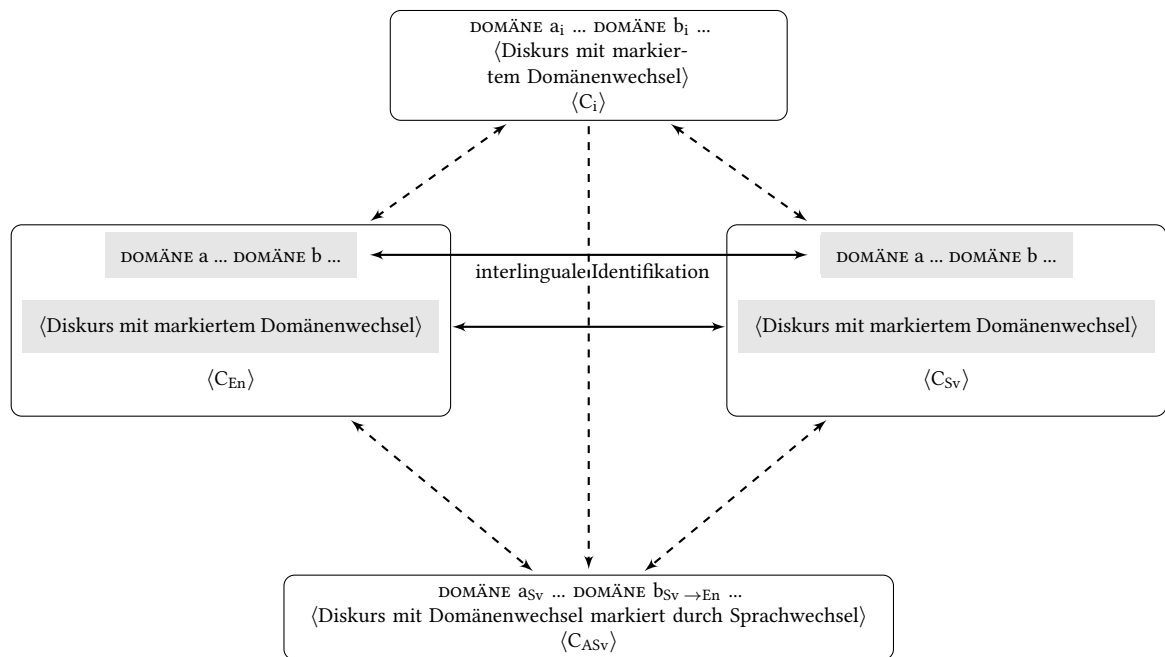 DOMÄNE aᵢ ... DOMÄNE bᵢ ...
⟨Diskurs mit markier-
tem Domänenwechsel⟩
⟨Cᵢ⟩
DOMÄNE a ... DOMÄNE b ...
⟨Diskurs mit markiertem Domänenwechsel⟩
⟨C_En⟩
interlinguale Identifikation
DOMÄNE a ... DOMÄNE b ...
⟨Diskurs mit markiertem Domänenwechsel⟩
⟨C_Sv⟩
DOMÄNE a_Sv ... DOMÄNE b_Sv →En ...
⟨Diskurs mit Domänenwechsel markiert durch Sprachwechsel⟩
⟨C_ASv⟩